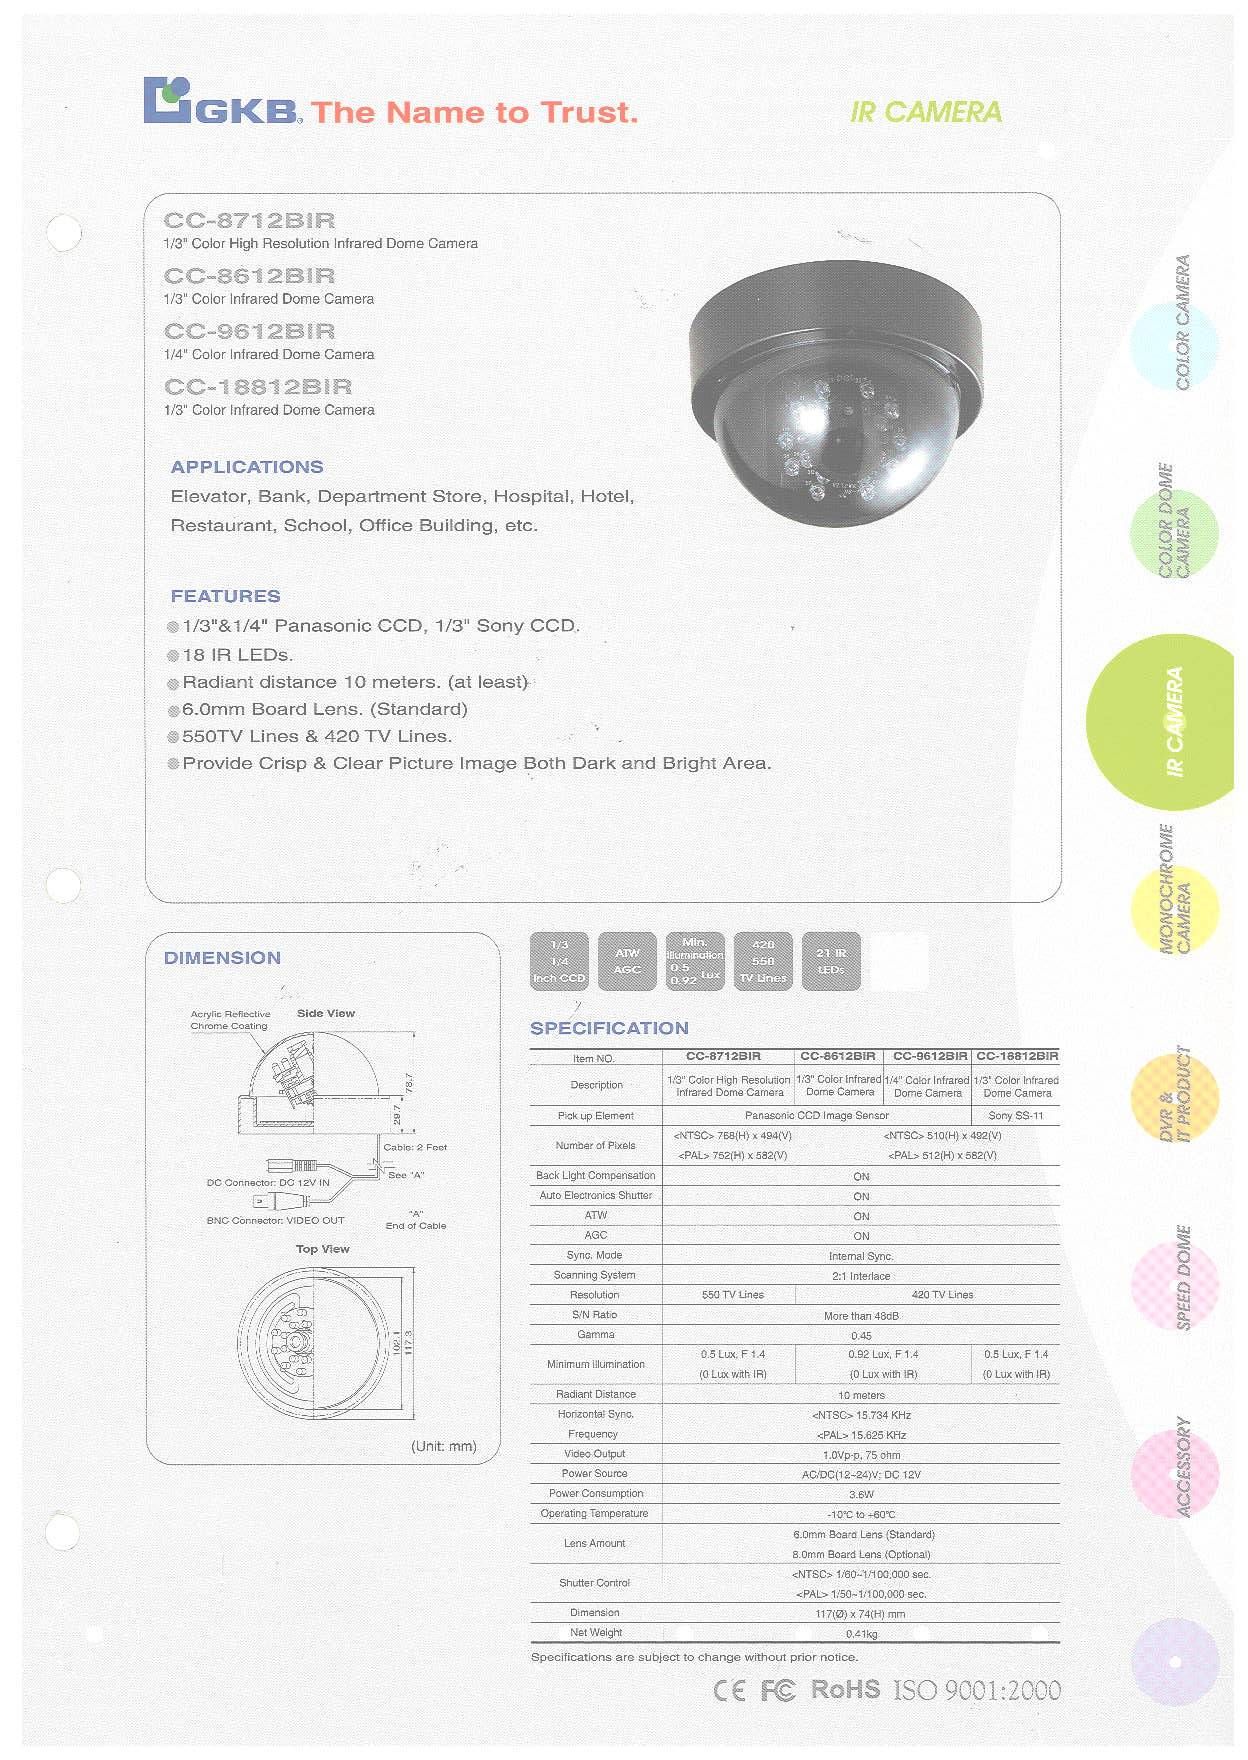 GKB® The Name to Trust.
IR CAMERA
CC-8712BIR
1/3" Color High Resolution Infrared Dome Camera
CC-8612BIR
1/3" Color Infrared Dome Camera
CC-9612BIR
1/4" Color Infrared Dome Camera
CC-18812BIR
1/3" Color Infrared Dome Camera
APPLICATIONS
Elevator, Bank, Department Store, Hospital, Hotel,
Restaurant, School, Office Building, etc.
FEATURES
1/3"&1/4" Panasonic CCD, 1/3" Sony CCD.
18 IR LEDs.
Radiant distance 10 meters. (at least)
6.0mm Board Lens. (Standard)
550TV Lines & 420 TV Lines.
Provide Crisp & Clear Picture Image Both Dark and Bright Area.
DIMENSION
Acrylic Reflective
Chrome Coating
Side View
78.7
29.7
Cable: 2 Feet
See "A"
DC Connector: DC 12V IN
BNC Connector: VIDEO OUT
"A"
End of Cable
Top View
102.1
117.3
(Unit: mm)
1/3
1/4
Inch CCD
ATW
AGC
Min.
Illumination
0.5
0.92 Lux
420
550
TV Lines
21 IR
LEDs
SPECIFICATION
Item NO. CC-8712BIR CC-8612BIR CC-9612BIR CC-18812BIR
Description 1/3" Color High Resolution Infrared Dome Camera 1/3" Color Infrared Dome Camera 1/4" Color Infrared Dome Camera 1/3" Color Infrared Dome Camera
Pick up Element Panasonic CCD Image Sensor Sony SS-11
Number of Pixels <NTSC> 768(H) x 494(V) <NTSC> 510(H) x 492(V)
<PAL> 752(H) x 582(V) <PAL> 512(H) x 582(V)
Back Light Compensation ON
Auto Electronics Shutter ON
ATW ON
AGC ON
Sync. Mode Internal Sync.
Scanning System 2:1 Interlace
Resolution 550 TV Lines 420 TV Lines
S/N Ratio More than 48dB
Gamma 0.45
Minimum Illumination 0.5 Lux, F 1.4 0.92 Lux, F 1.4 0.5 Lux, F 1.4
(0 Lux with IR) (0 Lux with IR) (0 Lux with IR)
Radiant Distance 10 meters
Horizontal Sync. <NTSC> 15.734 KHz
Frequency <PAL> 15.625 KHz
Video Output 1.0Vp-p, 75 ohm
Power Source AC/DC(12~24)V; DC 12V
Power Consumption 3.6W
Operating Temperature -10°C to +60°C
Lens Amount 6.0mm Board Lens (Standard)
8.0mm Board Lens (Optional)
Shutter Control <NTSC> 1/60~1/100,000 sec.
<PAL> 1/50~1/100,000 sec.
Dimension 117(Ø) x 74(H) mm
Net Weight 0.41kg
Specifications are subject to change without prior notice.
CE FC RoHS ISO 9001:2000
COLOR CAMERA
COLOR DOME
CAMERA
IR CAMERA
MONOCHROME
CAMERA
DVR &
IT PRODUCT
SPEED DOME
ACCESSORY